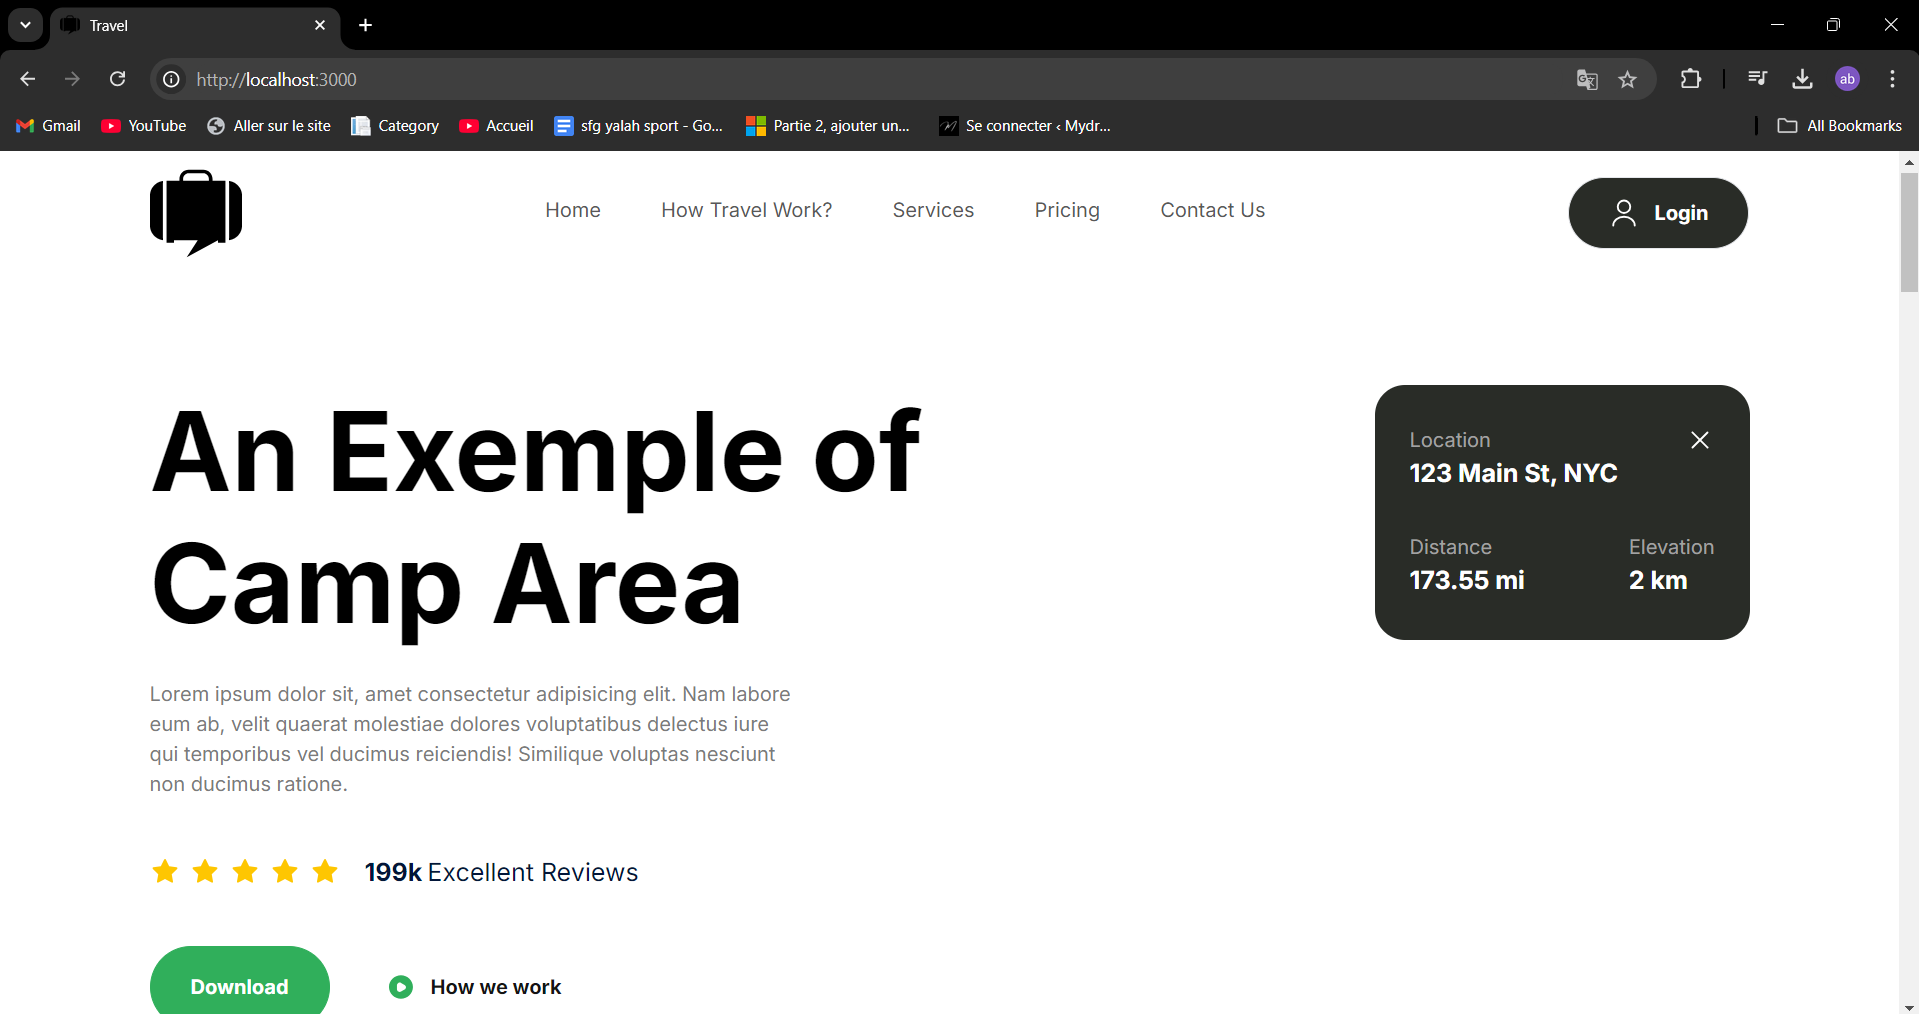 Travel
http://localhost:3000
ab
Gmail
YouTube
Aller sur le site
Category
Accueil
sfg yalah sport - Go...
Partie 2, ajouter un...
Se connecter ‹ Mydr...
All Bookmarks
Home
How Travel Work?
Services
Pricing
Contact Us
Login
An Exemple of
Camp Area
Lorem ipsum dolor sit, amet consectetur adipisicing elit. Nam labore
eum ab, velit quaerat molestiae dolores voluptatibus delectus iure
qui temporibus vel ducimus reiciendis! Similique voluptas nesciunt
non ducimus ratione.
199k Excellent Reviews
Download
How we work
Location
123 Main St, NYC
Distance
Elevation
173.55 mi
2 km